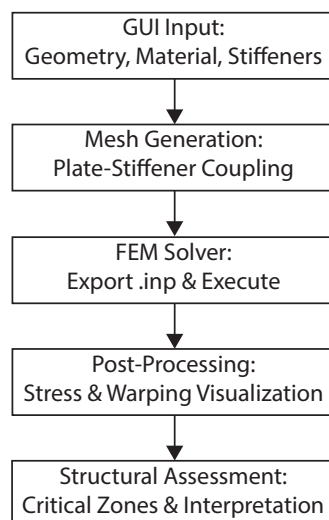 GUI Input:
Geometry, Material, Stiffeners
Mesh Generation:
Plate-Stiffener Coupling
FEM Solver:
Export .inp & Execute
Post-Processing:
Stress & Warping Visualization
Structural Assessment:
Critical Zones & Interpretation